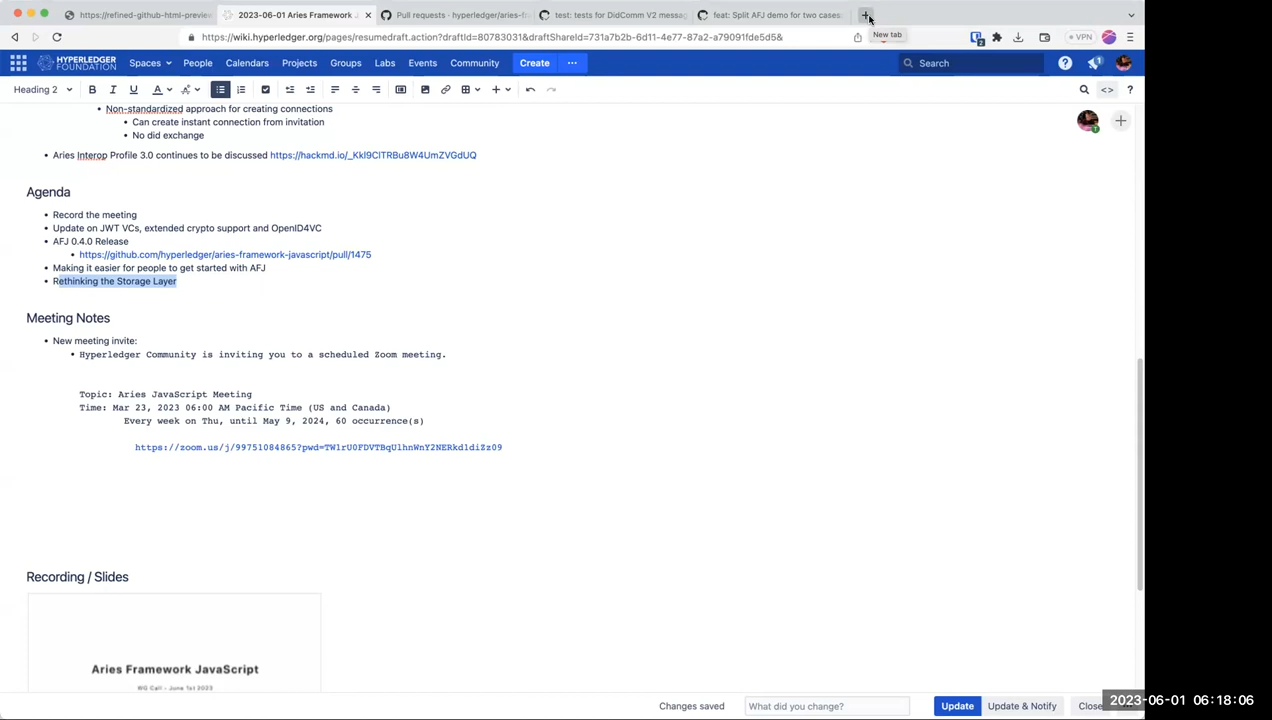 https://refined-github-html-preview
2023-06-01 Aries Framework J
Pull requests · hyperledger/aries-fr
test: tests for DidComm V2 messag
feat: Split AFJ demo for two cases
New tab
https://wiki.hyperledger.org/pages/resumedraft.action?draftId=80783031&draftShareId=731a7b2b-6d11-4e77-87a2-a79091fde5d5&
VPN
HYPERLEDGER FOUNDATION
Spaces People Calendars Projects Groups Labs Events Community Create ... Search
Heading 2
Non-standardized approach for creating connections
Can create instant connection from invitation
No did exchange
Aries Interop Profile 3.0 continues to be discussed https://hackmd.io/_KkI9CITRBu8W4UmZVGdUQ
Agenda
Record the meeting
Update on JWT VCs, extended crypto support and OpenID4VC
AFJ 0.4.0 Release
https://github.com/hyperledger/aries-framework-javascript/pull/1475
Making it easier for people to get started with AFJ
Rethinking the Storage Layer
Meeting Notes
New meeting invite:
Hyperledger Community is inviting you to a scheduled Zoom meeting.
Topic: Aries JavaScript Meeting
Time: Mar 23, 2023 06:00 AM Pacific Time (US and Canada)
Every week on Thu, until May 9, 2024, 60 occurrence(s)
https://zoom.us/j/99751084865?pwd=TW1rU0FDVTBqUlhnWnY2NERkd1diZz09
Recording / Slides
Aries Framework JavaScript
WG Call - June 1st 2023
Changes saved
What did you change?
Update
Update & Notify
Close
2023-06-01 06:18:06